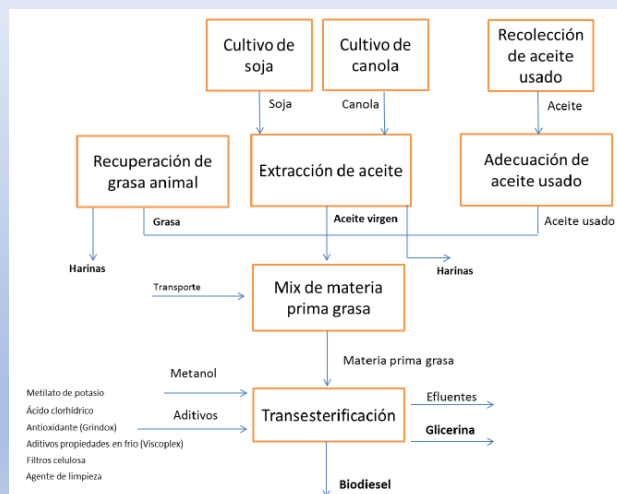 Cultivo de
soja
Cultivo de
canola
Recolección
de aceite
usado
Soja
Canola
Aceite
Recuperación de
grasa animal
Extracción de aceite
Adecuación de
aceite usado
Grasa
Aceite virgen
Aceite usado
Harinas
Harinas
Transporte
Mix de materia
prima grasa
Materia prima grasa
Metanol
Metilato de potasio
Ácido clorhídrico
Antioxidante (Grindox)
Aditivos propiedades en frio (Viscoplex)
Filtros celulosa
Agente de limpieza
Aditivos
Transesterificación
Efluentes
Glicerina
Biodiesel